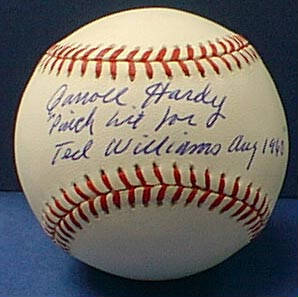 Carroll Hardy
"Pinch hit for
Ted Williams Aug 1960